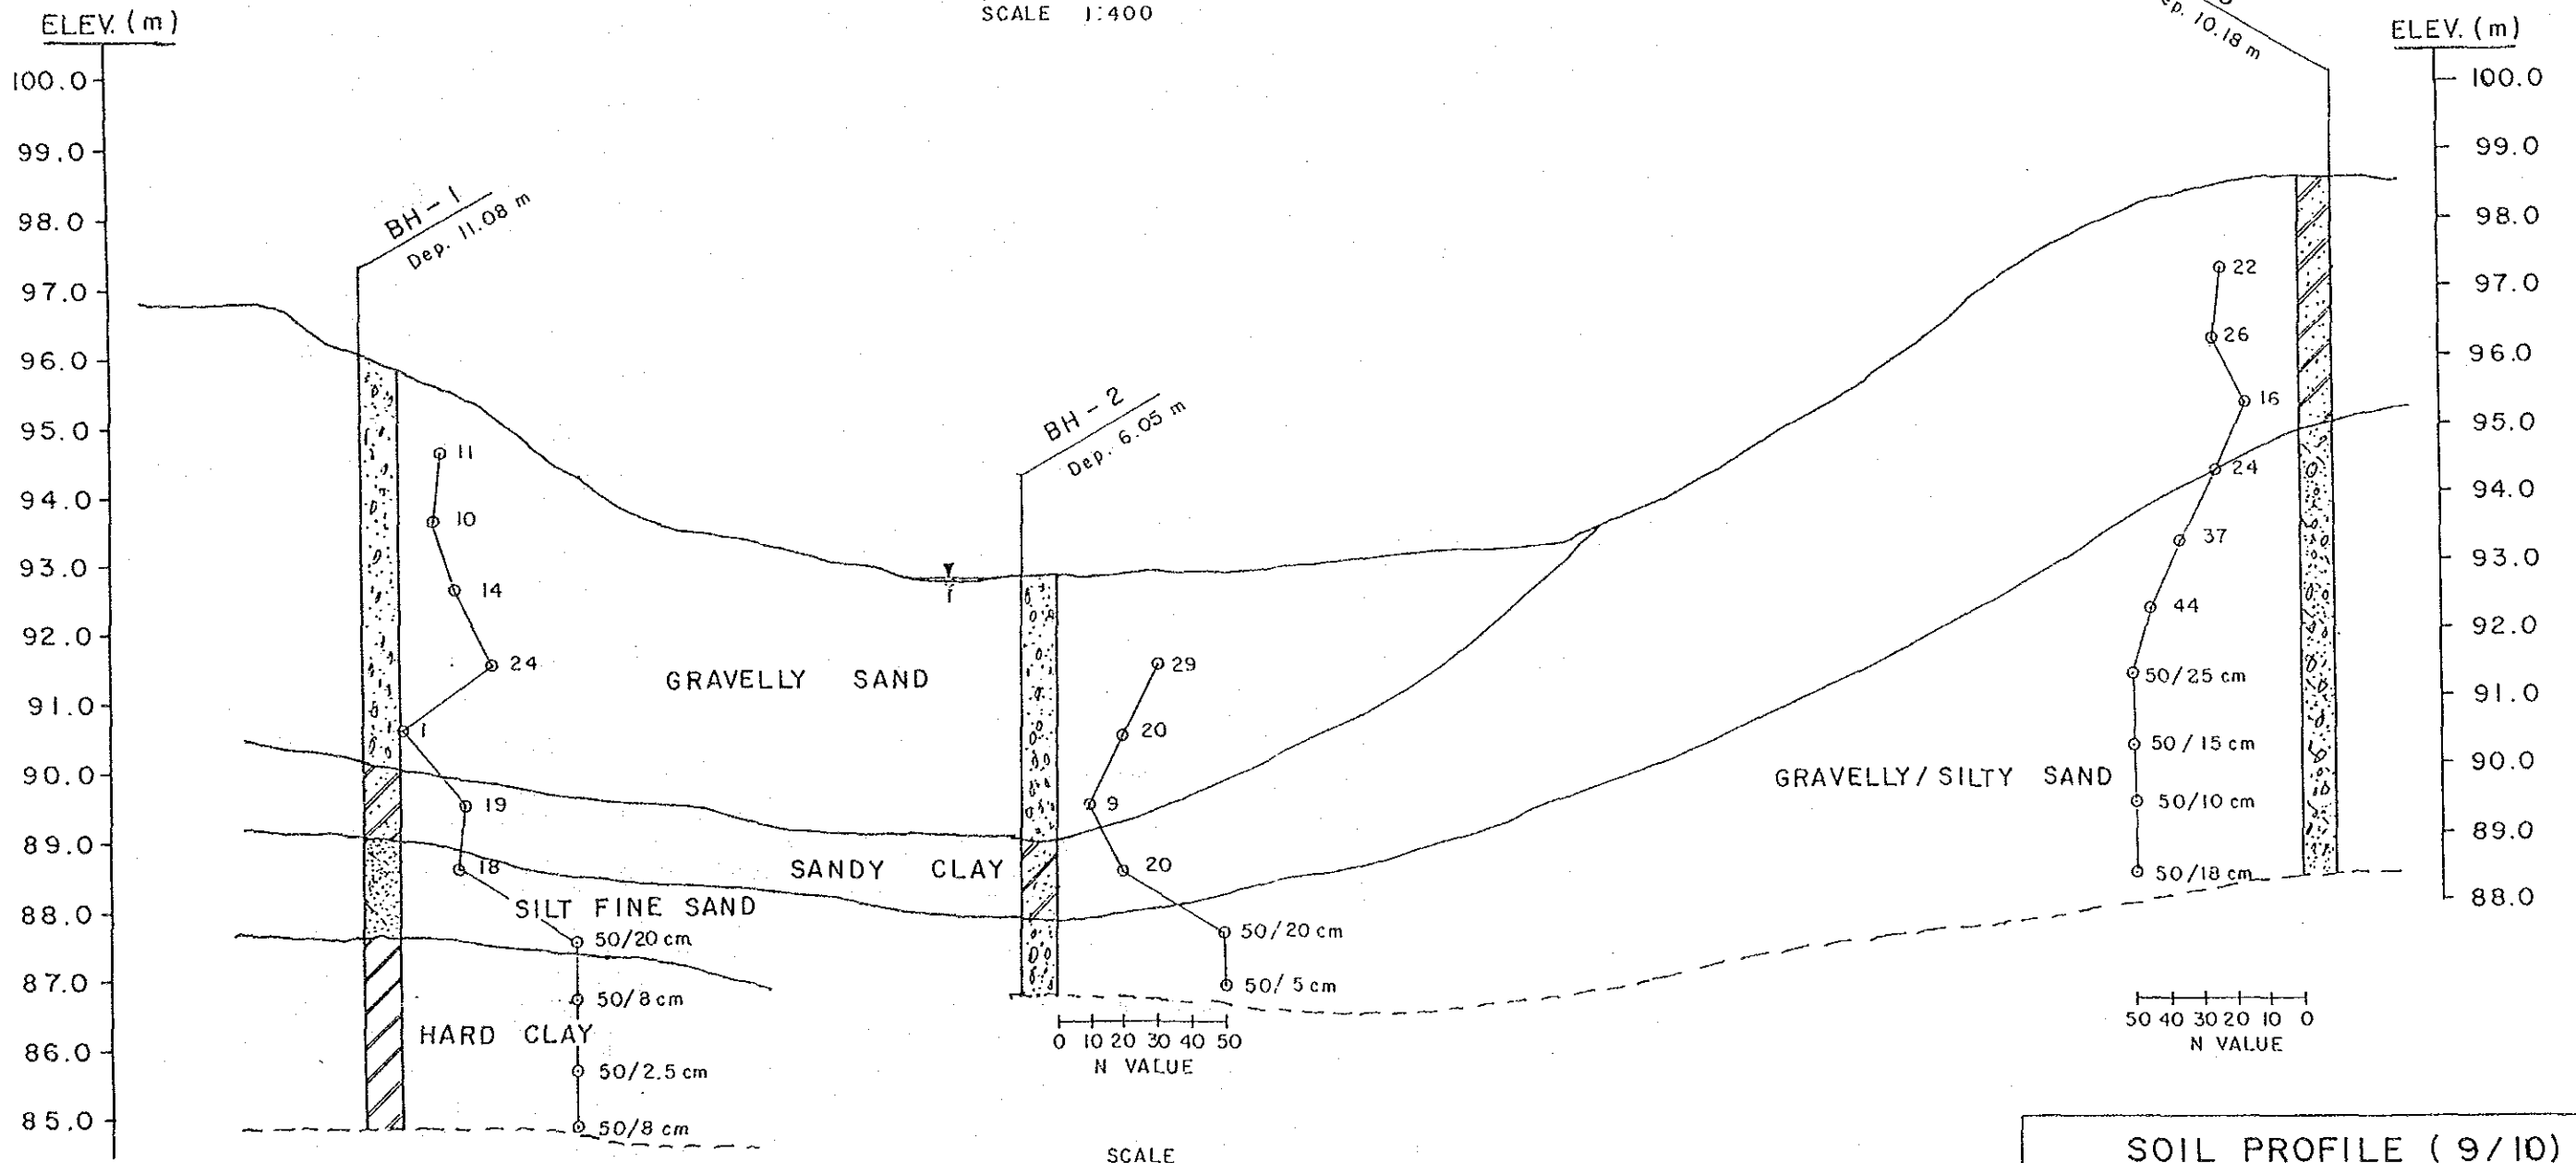 SCALE 1:400
ELEV. (m)
ELEV. (m)
100.0
99.0
98.0
97.0
96.0
95.0
94.0
93.0
92.0
91.0
90.0
89.0
88.0
87.0
86.0
85.0
BH-1
Dep. 11.08 m
11
10
14
24
1
19
18
50/20 cm
50/8 cm
50/2.5 cm
50/8 cm
GRAVELLY SAND
SANDY CLAY
SILT FINE SAND
HARD CLAY
BH-2
Dep. 6.05 m
29
20
9
20
50/20 cm
50/5 cm
0 10 20 30 40 50
N VALUE
10.18 m
22
26
16
24
37
44
50/25 cm
50/15 cm
50/10 cm
50/18 cm
GRAVELLY/SILTY SAND
50 40 30 20 10 0
N VALUE
100.0
99.0
98.0
97.0
96.0
95.0
94.0
93.0
92.0
91.0
90.0
89.0
88.0
SCALE
SOIL PROFILE (9/10)